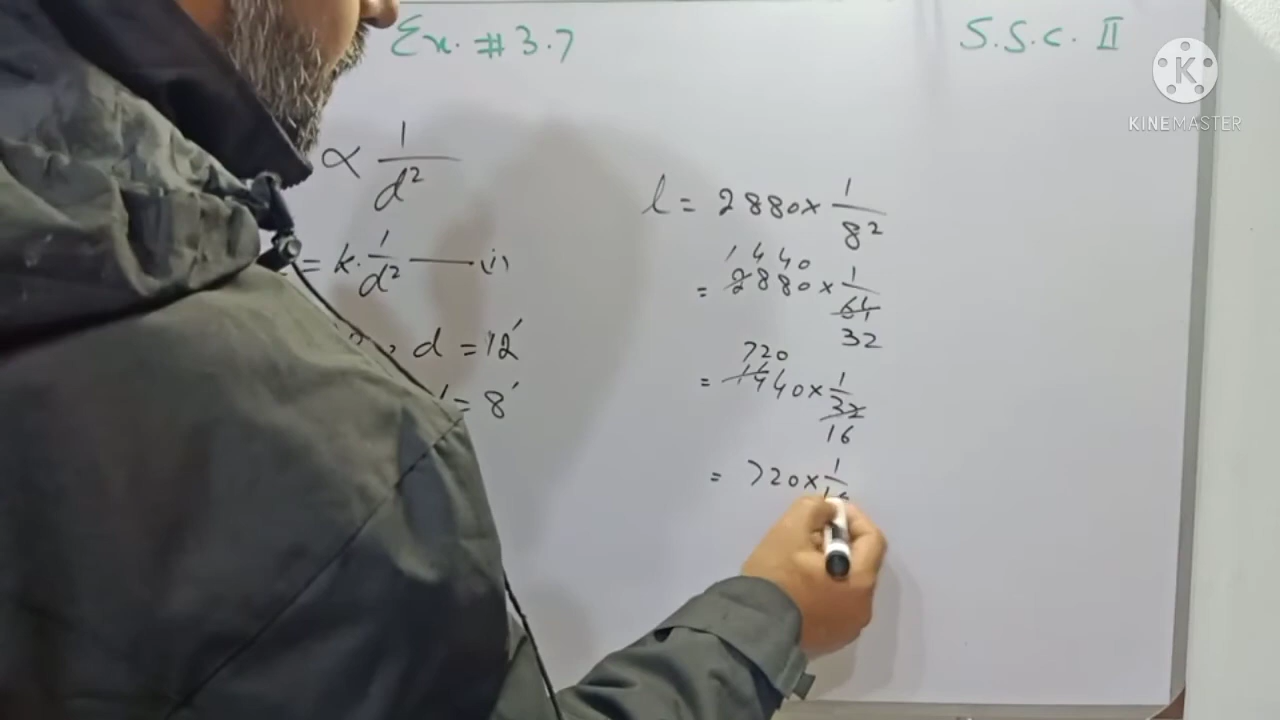 Ex. # 3.7
S.S.C. II
K
KINEMASTER
∝ 1/d²
= k. 1/d² —— (i)
, d = 12′
= 8′
l = 2880 × 1/8²
1440
= 2880 × 1/64
32
720
= 1440 × 1/32
16
= 720 × 1/16